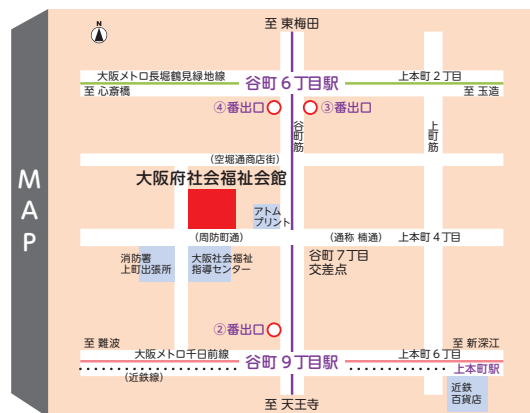 MAP
N
至 東梅田
大阪メトロ長堀鶴見緑地線
谷町6丁目駅
上本町2丁目
至 心斎橋
至 玉造
④番出口
③番出口
谷町筋
上町筋
(空堀通商店街)
大阪府社会福祉会館
アトム
プリント
(周防町通)
(通称 楠通)
上本町4丁目
消防署
上町出張所
大阪社会福祉
指導センター
谷町7丁目
交差点
②番出口
至 難波
至 新深江
大阪メトロ千日前線
谷町9丁目駅
上本町6丁目
(近鉄線)
上本町駅
近鉄
百貨店
至 天王寺